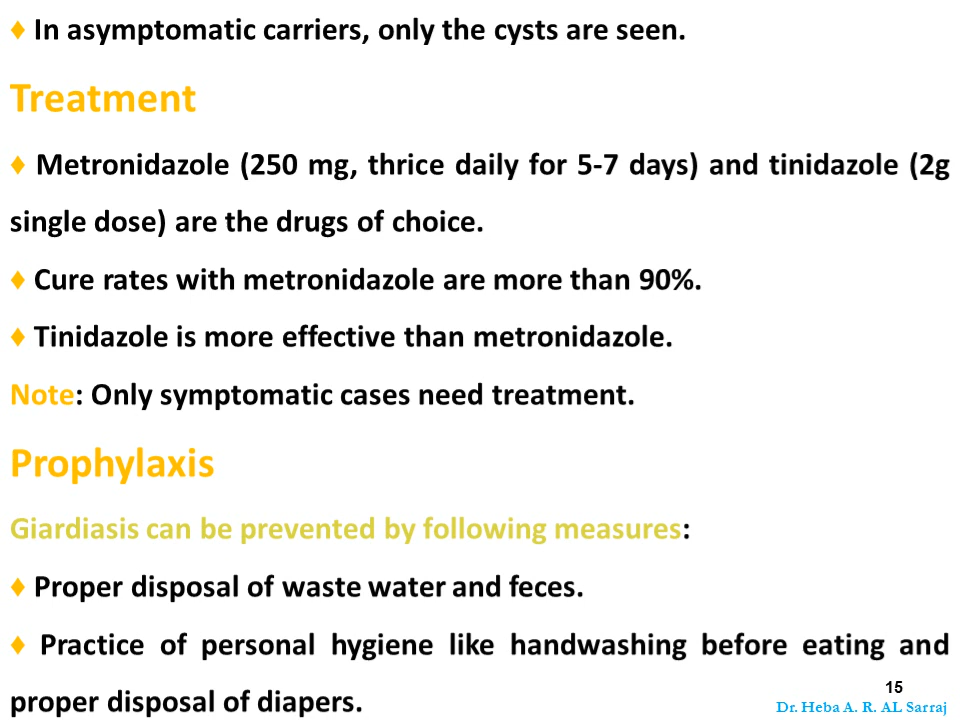 ♦ In asymptomatic carriers, only the cysts are seen.
Treatment
♦ Metronidazole (250 mg, thrice daily for 5-7 days) and tinidazole (2g
single dose) are the drugs of choice.
♦ Cure rates with metronidazole are more than 90%.
♦ Tinidazole is more effective than metronidazole.
Note: Only symptomatic cases need treatment.
Prophylaxis
Giardiasis can be prevented by following measures:
♦ Proper disposal of waste water and feces.
♦ Practice of personal hygiene like handwashing before eating and
proper disposal of diapers.
15
Dr. Heba A. R. AL Sarraj